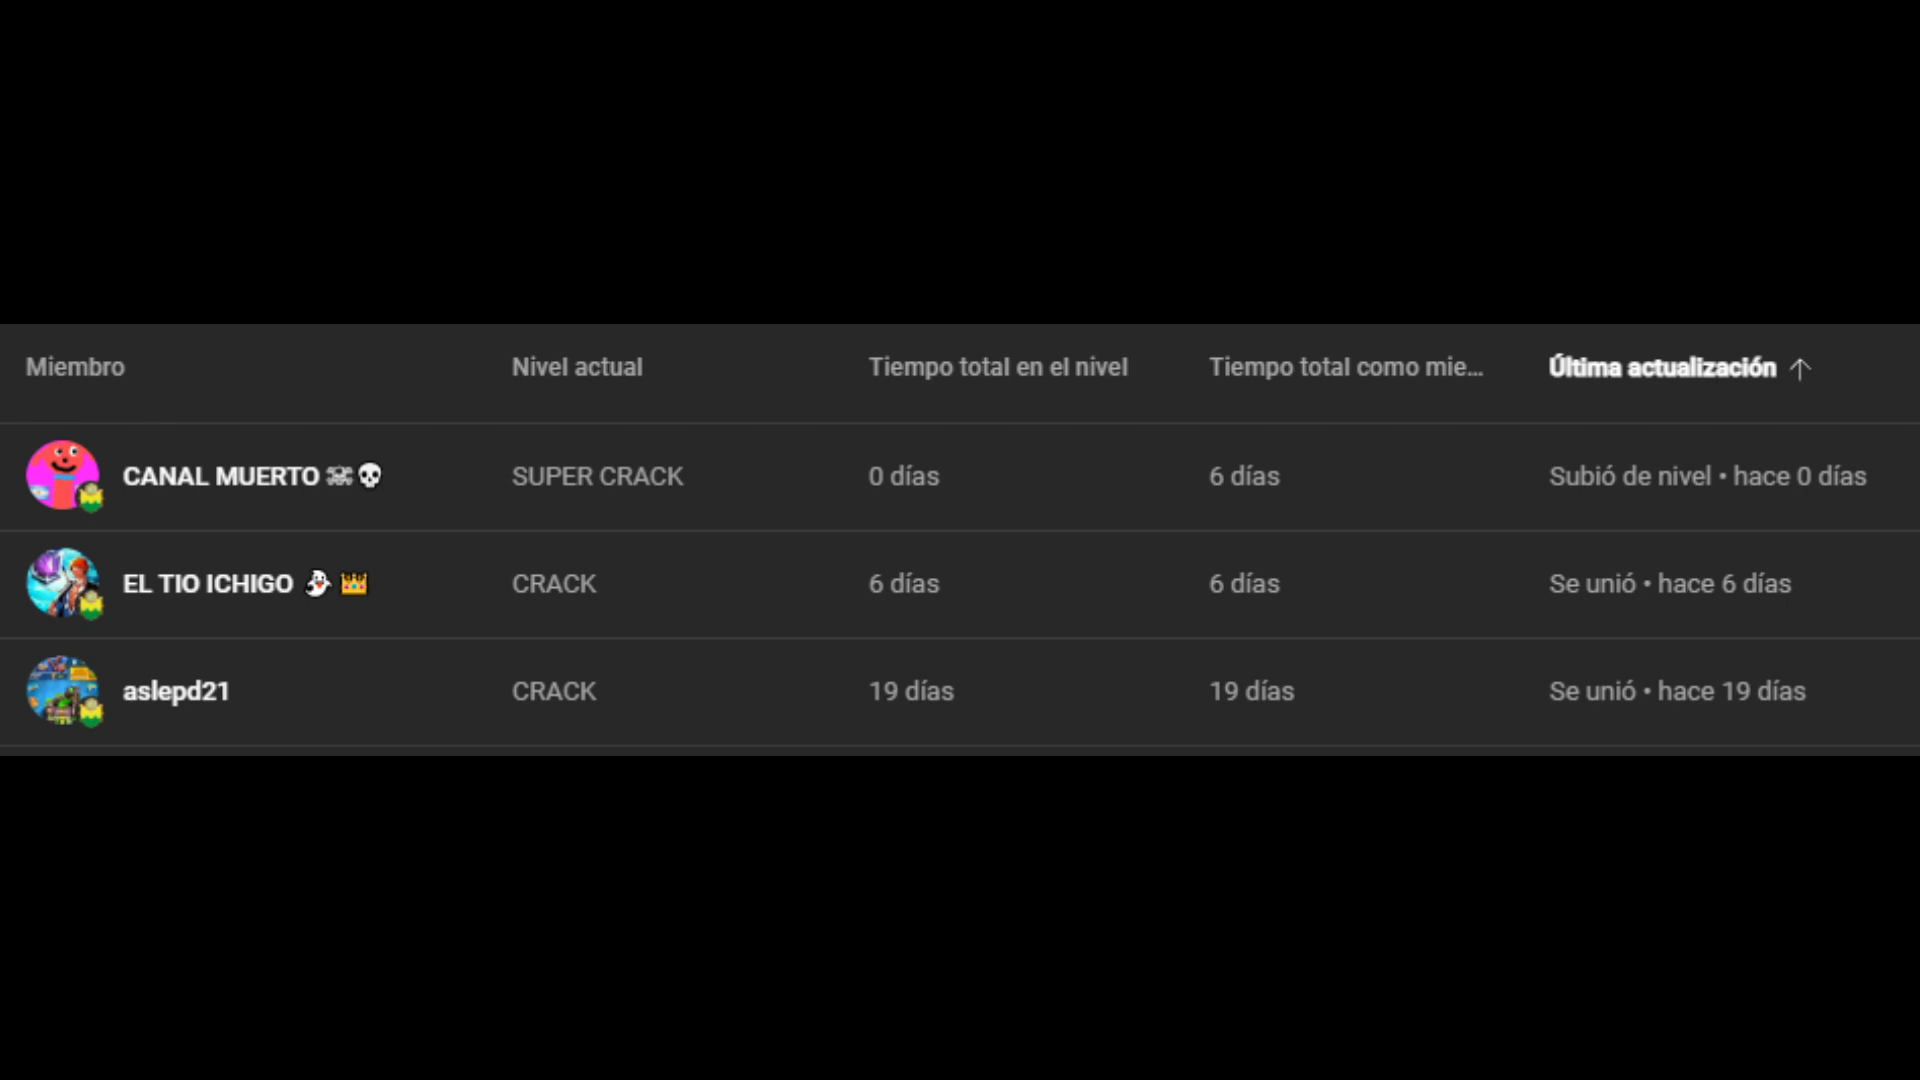 Miembro Nivel actual Tiempo total en el nivel Tiempo total como mie... Última actualización ↑
CANAL MUERTO ☠💀 SUPER CRACK 0 días 6 días Subió de nivel • hace 0 días
EL TIO ICHIGO 👻 👑 CRACK 6 días 6 días Se unió • hace 6 días
aslepd21 CRACK 19 días 19 días Se unió • hace 19 días